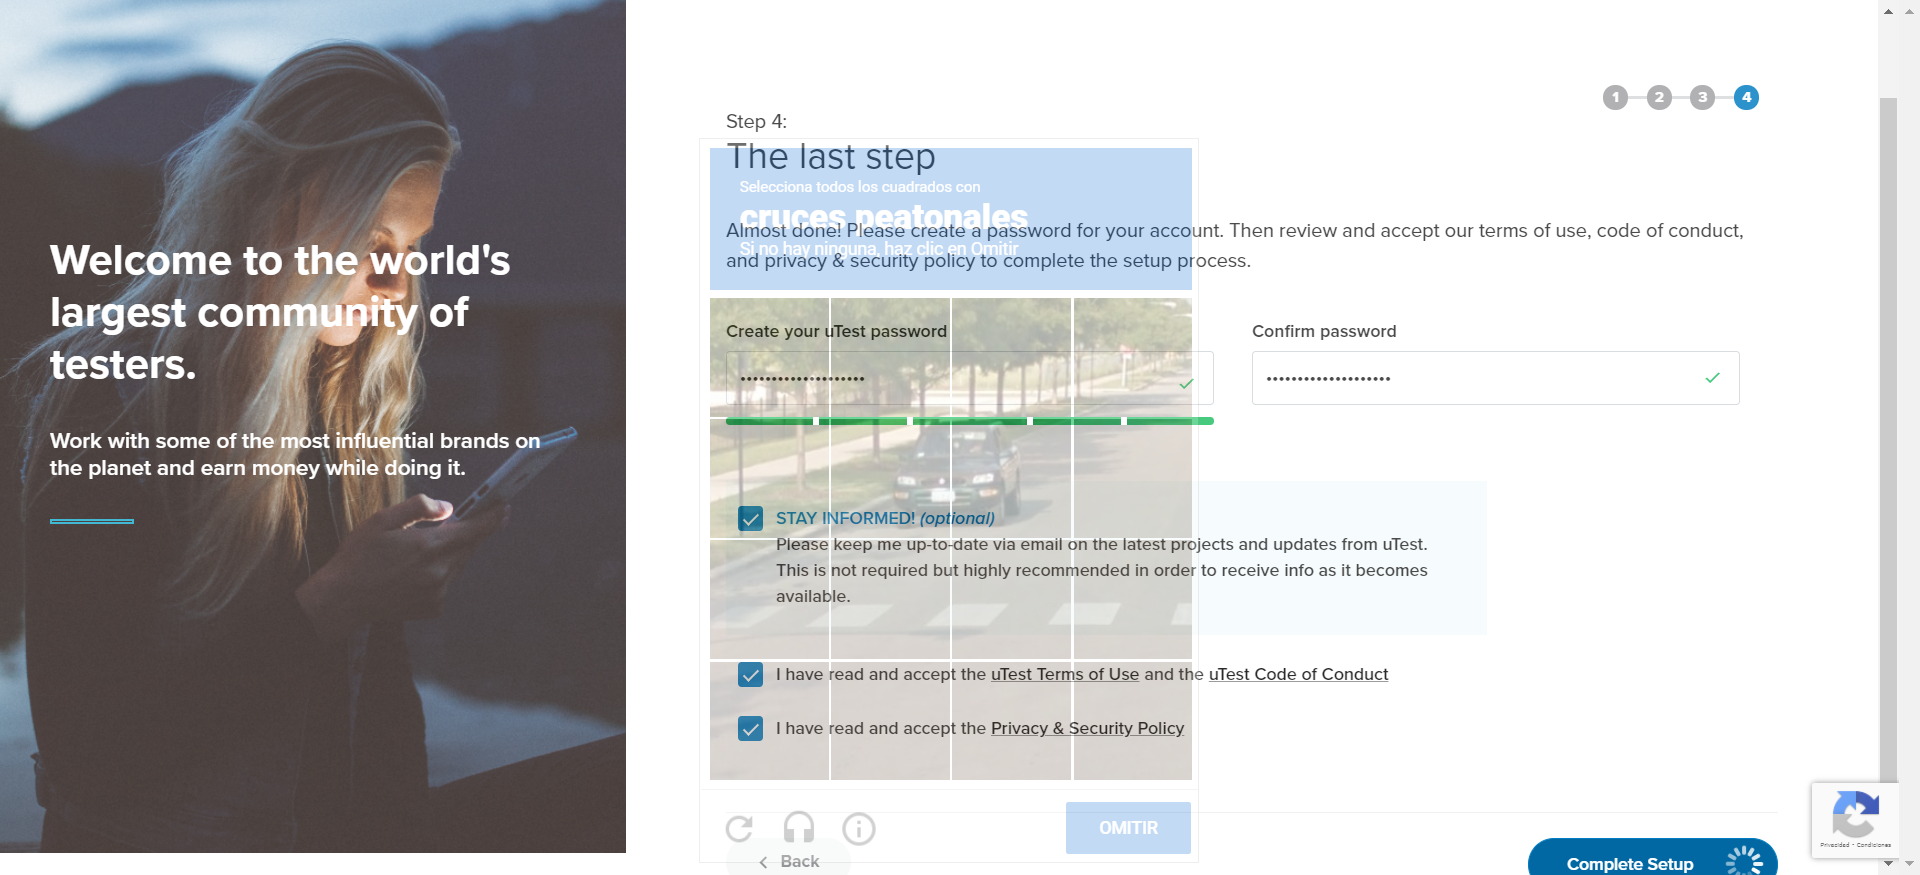 Welcome to the world's
largest community of
testers.
Work with some of the most influential brands on
the planet and earn money while doing it.
1 2 3 4
Step 4:
The last step
Selecciona todos los cuadrados con
cruces peatonales
Si no hay ninguna, haz clic en Omitir
Almost done! Please create a password for your account. Then review and accept our terms of use, code of conduct,
and privacy & security policy to complete the setup process.
Create your uTest password
Confirm password
STAY INFORMED! (optional)
Please keep me up-to-date via email on the latest projects and updates from uTest.
This is not required but highly recommended in order to receive info as it becomes
available.
I have read and accept the uTest Terms of Use and the uTest Code of Conduct
I have read and accept the Privacy & Security Policy
OMITIR
Back
Complete Setup
Privacidad - Condiciones